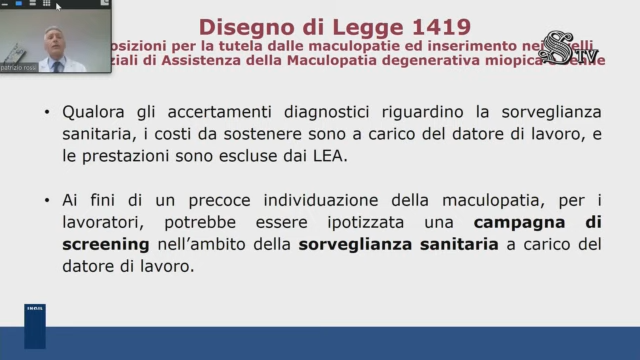 Disegno di Legge 1419
osizioni per la tutela dalle maculopatie ed inserimento nei
ziali di Assistenza della Maculopatia degenerativa miopica
TV
patrizio rossi
• Qualora gli accertamenti diagnostici riguardino la sorveglianza
sanitaria, i costi da sostenere sono a carico del datore di lavoro, e
le prestazioni sono escluse dai LEA.
• Ai fini di un precoce individuazione della maculopatia, per i
lavoratori, potrebbe essere ipotizzata una campagna di
screening nell'ambito della sorveglianza sanitaria a carico del
datore di lavoro.
INAIL